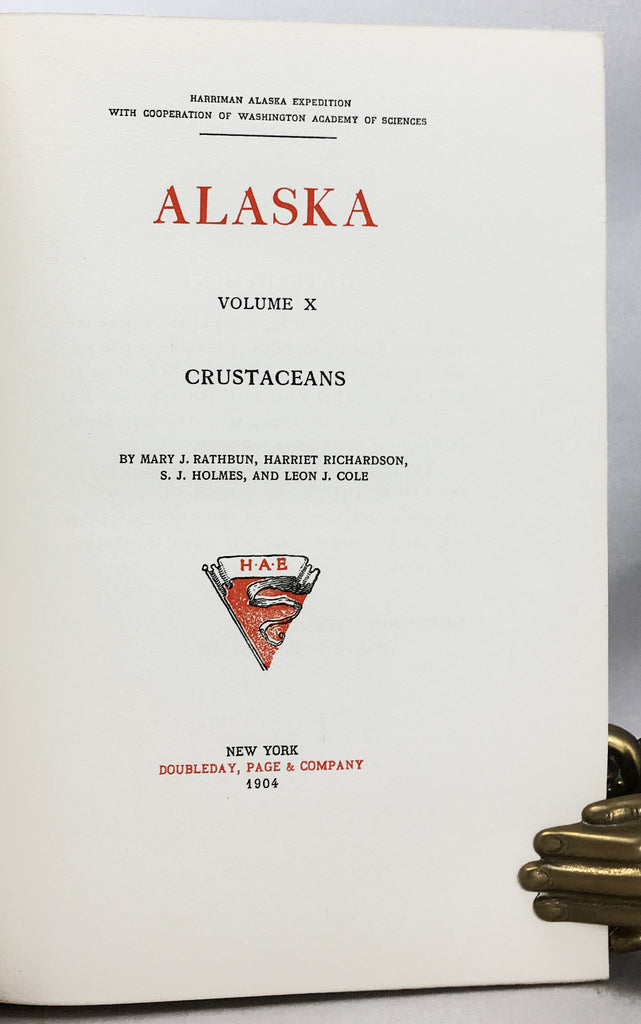 HARRIMAN ALASKA EXPEDITION
WITH COOPERATION OF WASHINGTON ACADEMY OF SCIENCES
ALASKA
VOLUME X
CRUSTACEANS
BY MARY J. RATHBUN, HARRIET RICHARDSON,
S. J. HOLMES, AND LEON J. COLE
H·A·E
NEW YORK
DOUBLEDAY, PAGE & COMPANY
1904